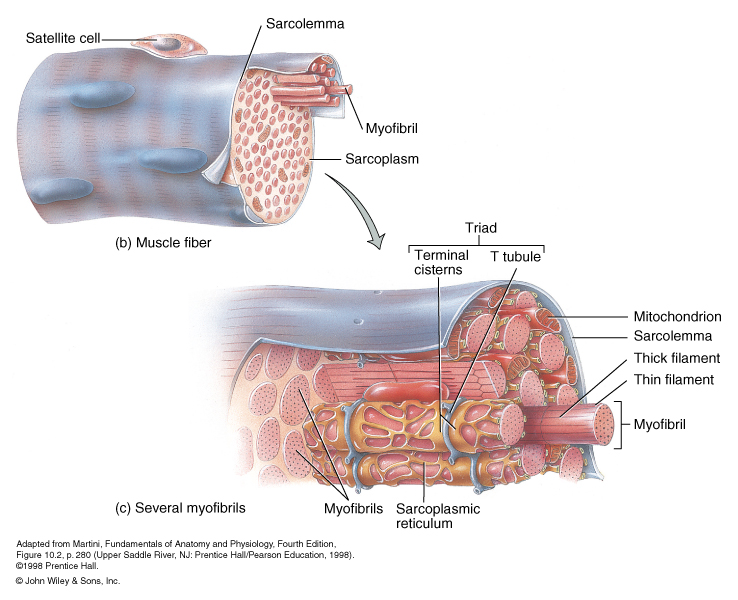 Sarcolemma
Satellite cell
Myofibril
Sarcoplasm
(b) Muscle fiber
Triad
Terminal
cisterns
T tubule
Mitochondrion
Sarcolemma
Thick filament
Thin filament
Myofibril
(c) Several myofibrils
Myofibrils
Sarcoplasmic
reticulum
Adapted from Martini, Fundamentals of Anatomy and Physiology, Fourth Edition,
Figure 10.2, p. 280 (Upper Saddle River, NJ: Prentice Hall/Pearson Education, 1998).
©1998 Prentice Hall.
© John Wiley & Sons, Inc.